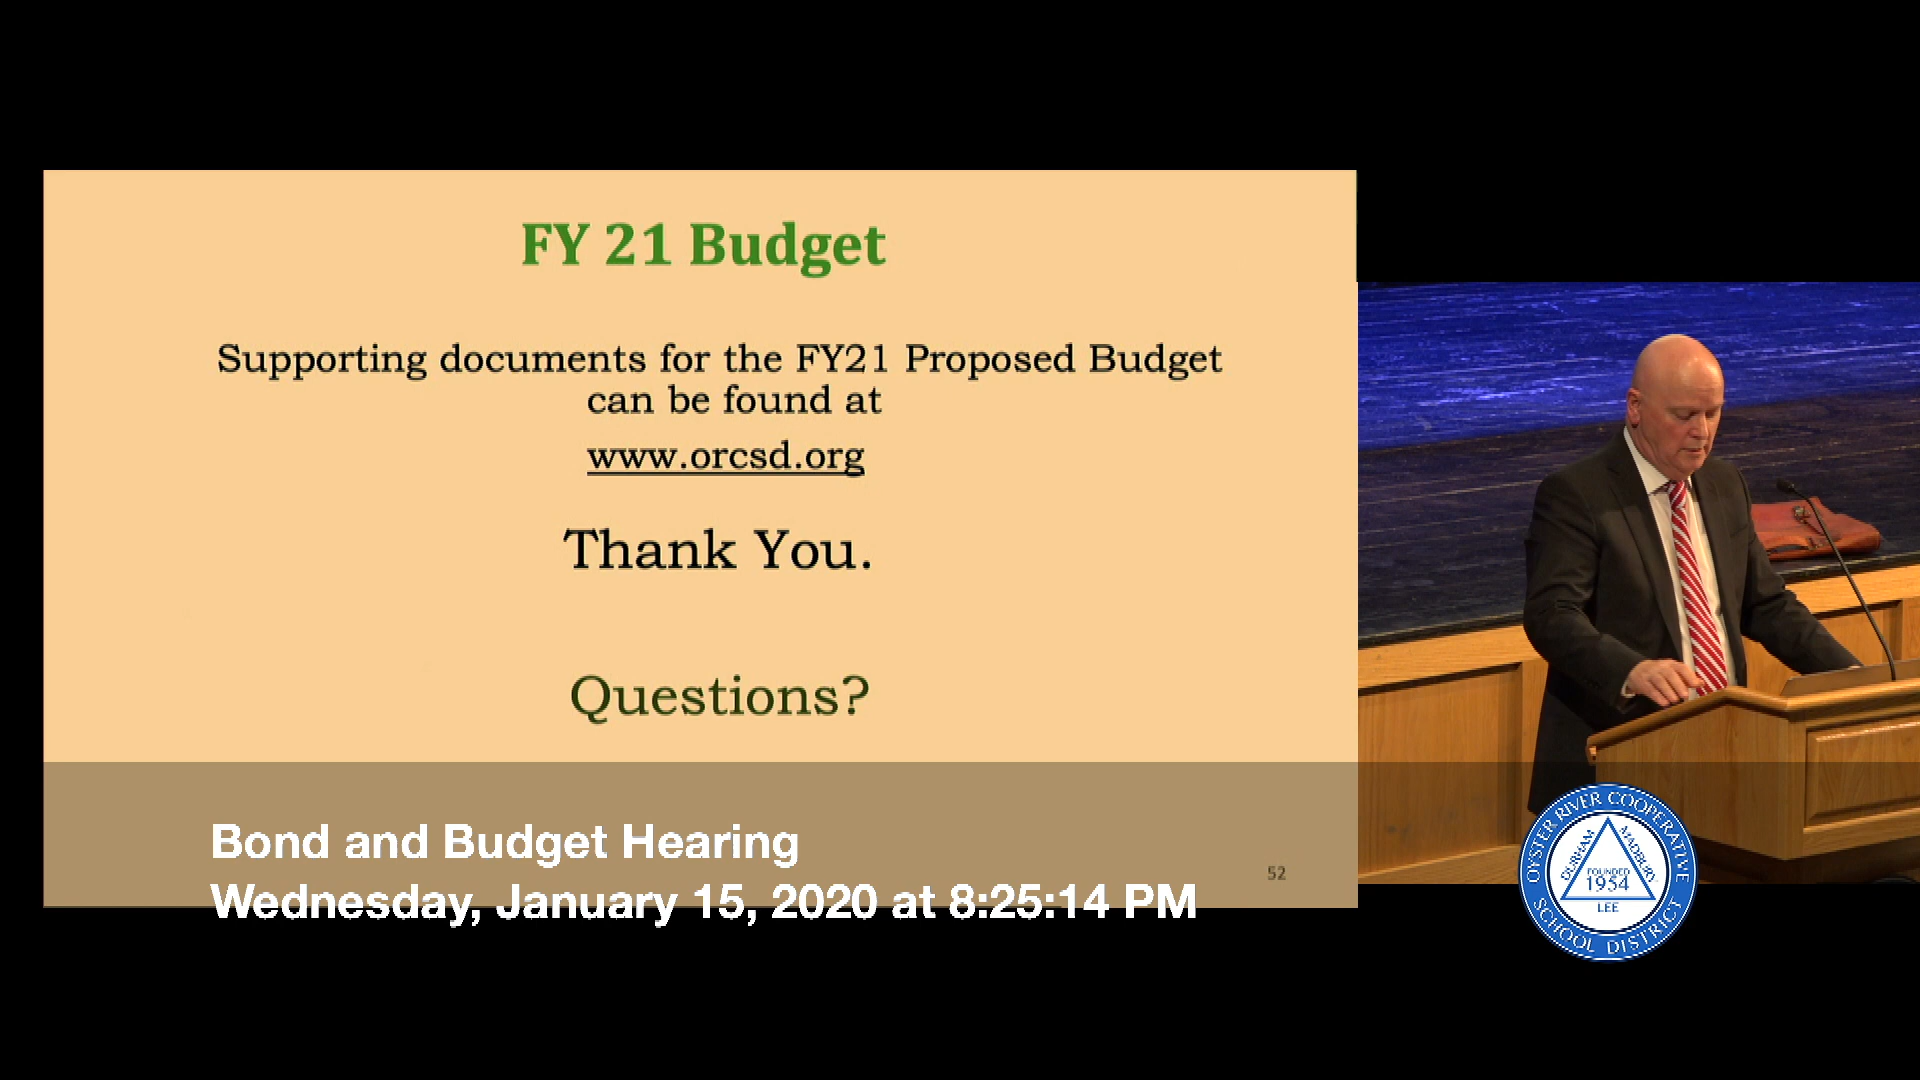 FY 21 Budget
Supporting documents for the FY21 Proposed Budget
can be found at
www.orcsd.org
Thank You.
Questions?
52
Bond and Budget Hearing
Wednesday, January 15, 2020 at 8:25:14 PM
OYSTER RIVER COOPERATIVE
DURHAM
MADBURY
FOUNDED
1954
LEE
SCHOOL DISTRICT